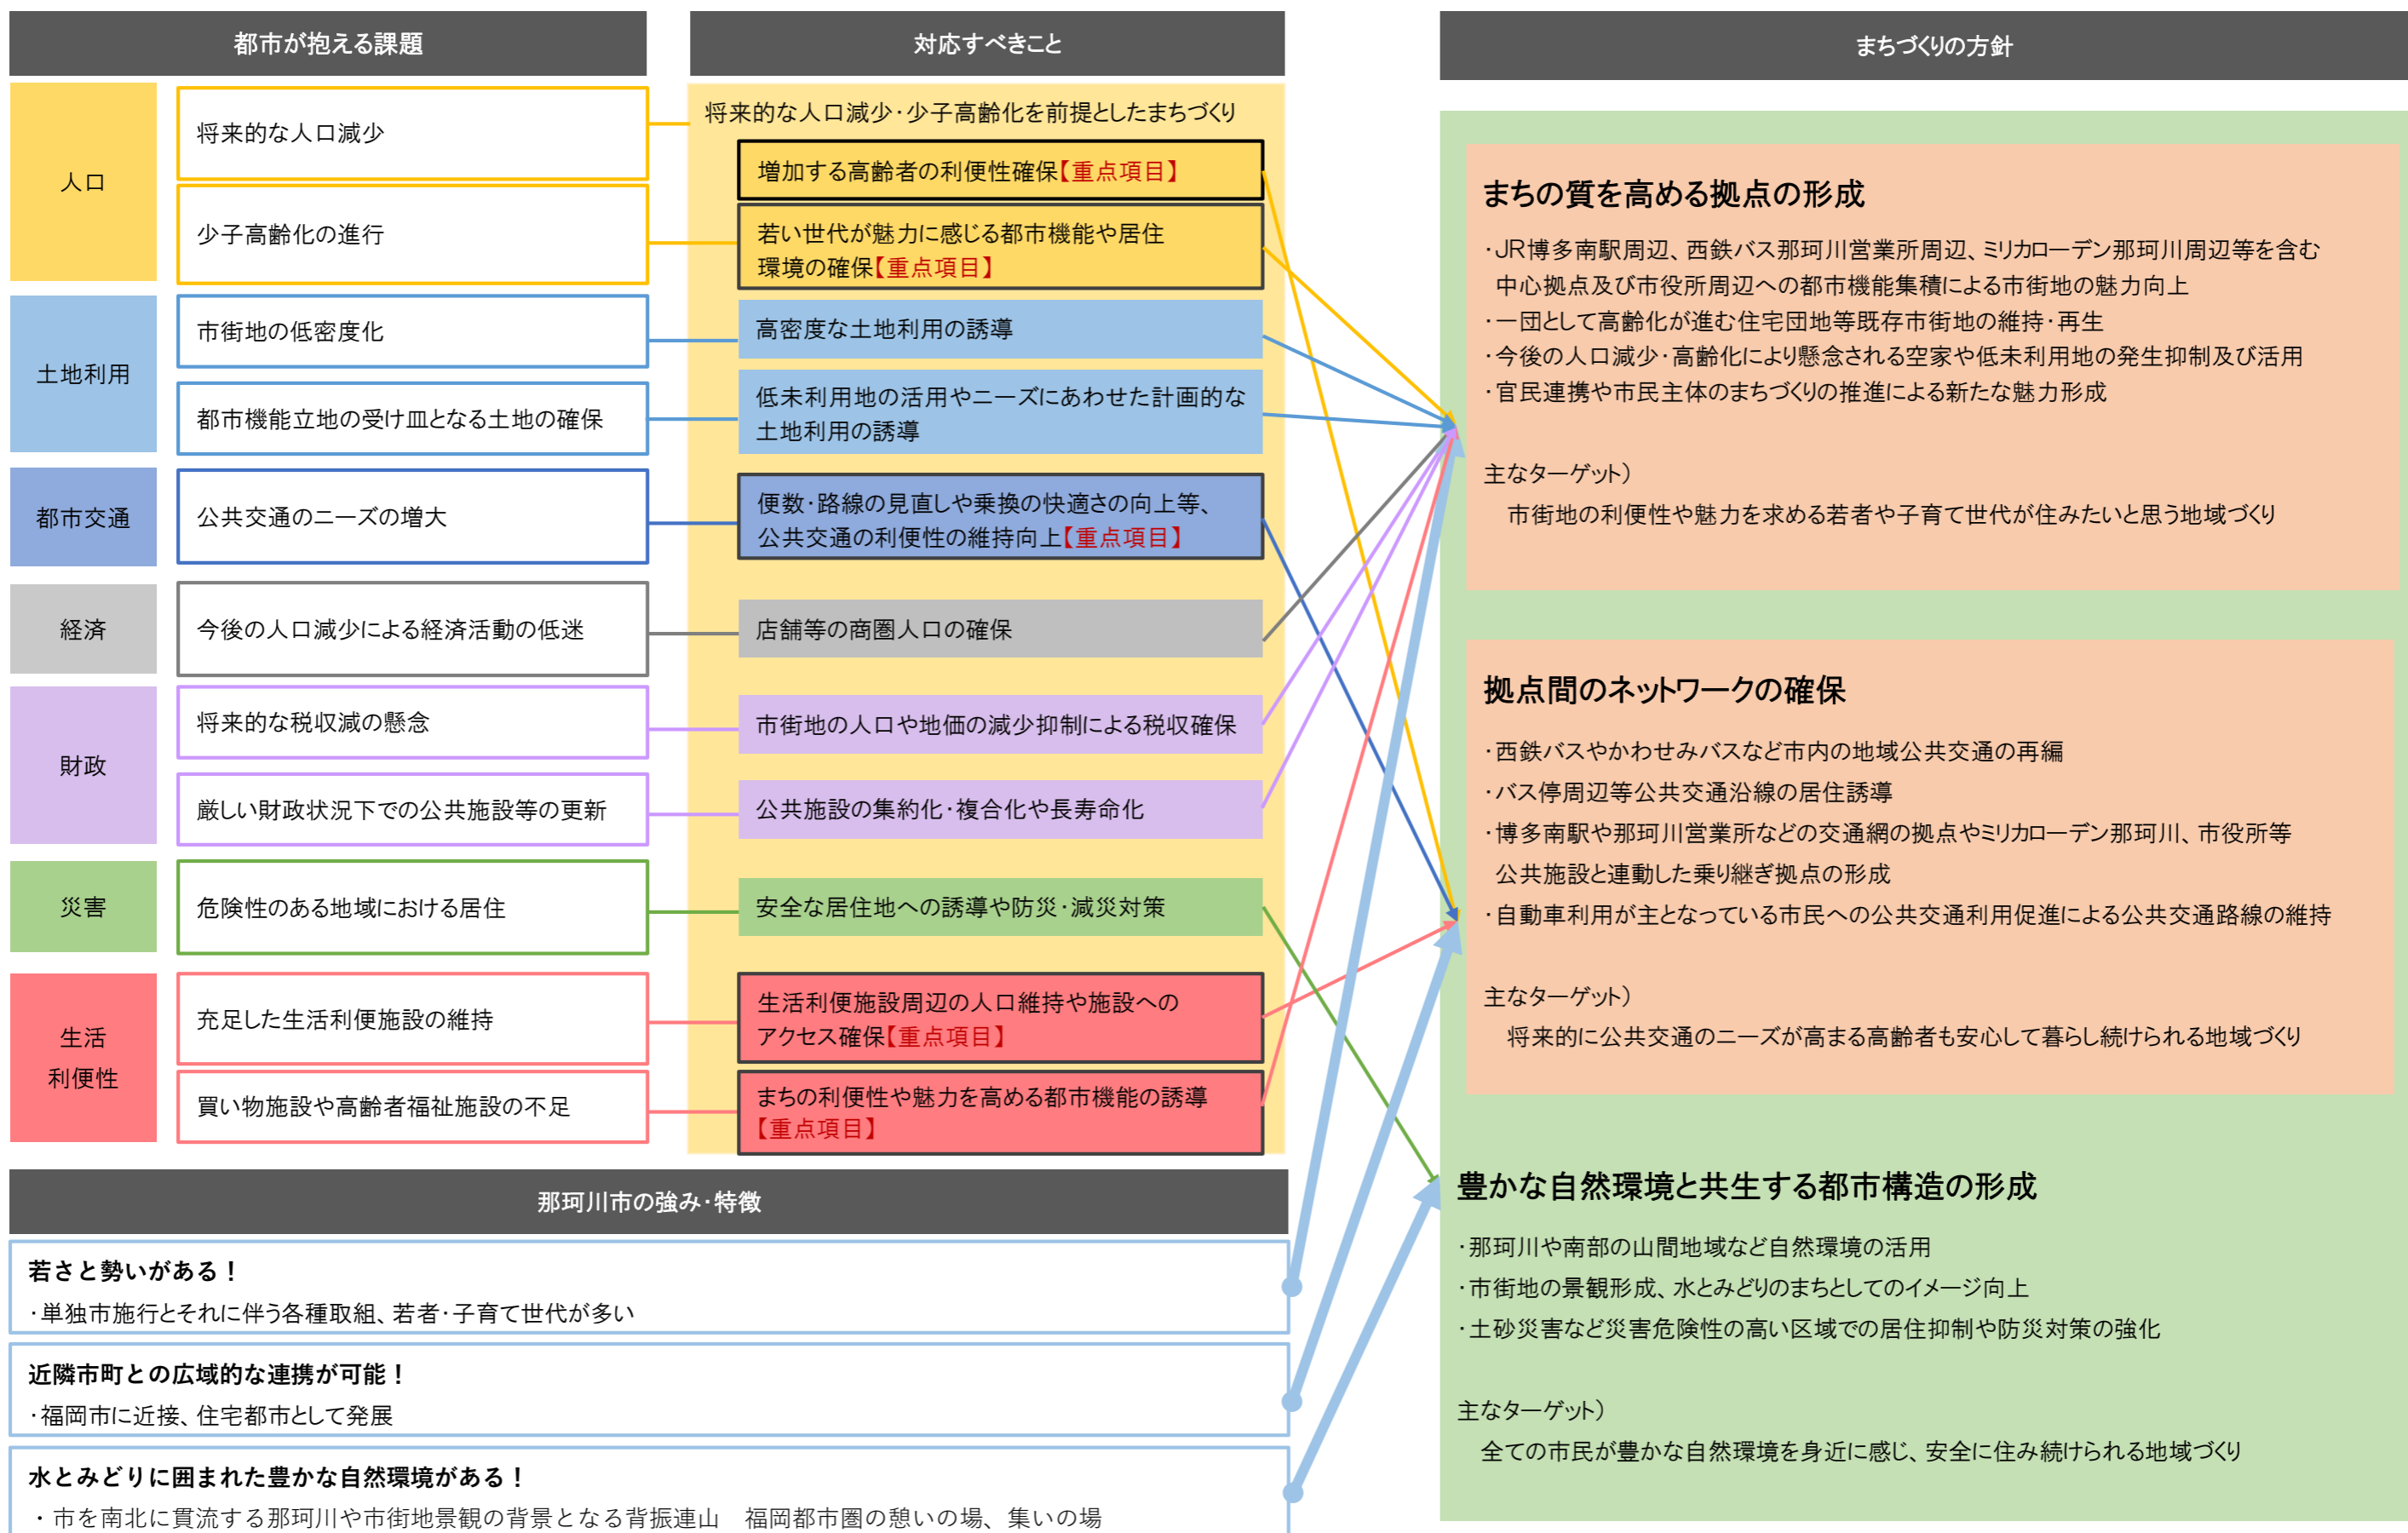 都市が抱える課題
対応すべきこと
まちづくりの方針
人口
将来的な人口減少
少子高齢化の進行
土地利用
市街地の低密度化
都市機能立地の受け皿となる土地の確保
都市交通
公共交通のニーズの増大
経済
今後の人口減少による経済活動の低迷
財政
将来的な税収減の懸念
厳しい財政状況下での公共施設等の更新
災害
危険性のある地域における居住
生活
利便性
充足した生活利便施設の維持
買い物施設や高齢者福祉施設の不足
将来的な人口減少・少子高齢化を前提としたまちづくり
増加する高齢者の利便性確保【重点項目】
若い世代が魅力に感じる都市機能や居住
環境の確保【重点項目】
高密度な土地利用の誘導
低未利用地の活用やニーズにあわせた計画的な
土地利用の誘導
便数・路線の見直しや乗換の快適さの向上等、
公共交通の利便性の維持向上【重点項目】
店舗等の商圏人口の確保
市街地の人口や地価の減少抑制による税収確保
公共施設の集約化・複合化や長寿命化
安全な居住地への誘導や防災・減災対策
生活利便施設周辺の人口維持や施設への
アクセス確保【重点項目】
まちの利便性や魅力を高める都市機能の誘導
【重点項目】
那珂川市の強み・特徴
若さと勢いがある！
・単独市施行とそれに伴う各種取組、若者・子育て世代が多い
近隣市町との広域的な連携が可能！
・福岡市に近接、住宅都市として発展
水とみどりに囲まれた豊かな自然環境がある！
・市を南北に貫流する那珂川や市街地景観の背景となる背振連山　福岡都市圏の憩いの場、集いの場
まちの質を高める拠点の形成
・JR博多南駅周辺、西鉄バス那珂川営業所周辺、ミリカローデン那珂川周辺等を含む
中心拠点及び市役所周辺への都市機能集積による市街地の魅力向上
・一団として高齢化が進む住宅団地等既存市街地の維持・再生
・今後の人口減少・高齢化により懸念される空家や低未利用地の発生抑制及び活用
・官民連携や市民主体のまちづくりの推進による新たな魅力形成
主なターゲット）
市街地の利便性や魅力を求める若者や子育て世代が住みたいと思う地域づくり
拠点間のネットワークの確保
・西鉄バスやかわせみバスなど市内の地域公共交通の再編
・バス停周辺等公共交通沿線の居住誘導
・博多南駅や那珂川営業所などの交通網の拠点やミリカローデン那珂川、市役所等
公共施設と連動した乗り継ぎ拠点の形成
・自動車利用が主となっている市民への公共交通利用促進による公共交通路線の維持
主なターゲット）
将来的に公共交通のニーズが高まる高齢者も安心して暮らし続けられる地域づくり
豊かな自然環境と共生する都市構造の形成
・那珂川や南部の山間地域など自然環境の活用
・市街地の景観形成、水とみどりのまちとしてのイメージ向上
・土砂災害など災害危険性の高い区域での居住抑制や防災対策の強化
主なターゲット）
全ての市民が豊かな自然環境を身近に感じ、安全に住み続けられる地域づくり